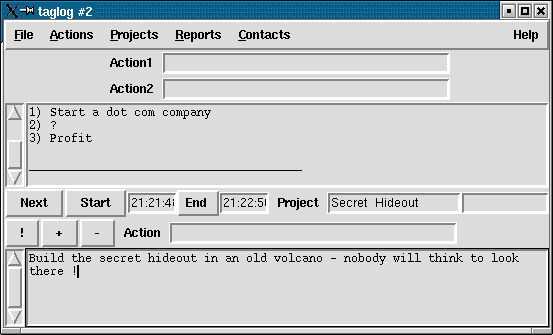 taglog #2
File Actions Projects Reports Contacts Help
Action1
Action2
1) Start a dot com company
2) ?
3) Profit
Next Start 21:21:48 End 21:22:50 Project Secret Hideout
! + - Action
Build the secret hideout in an old volcano - nobody will think to look
there !